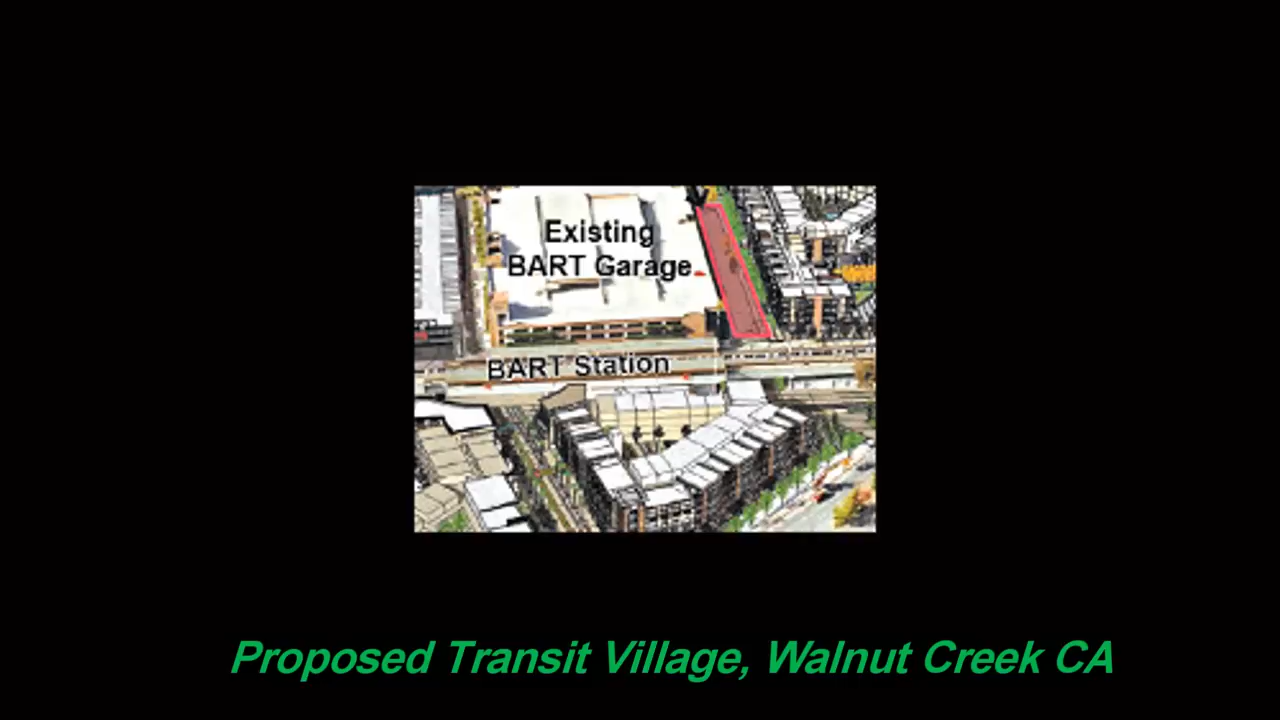 Existing
BART Garage
BART Station
Proposed Transit Village, Walnut Creek CA